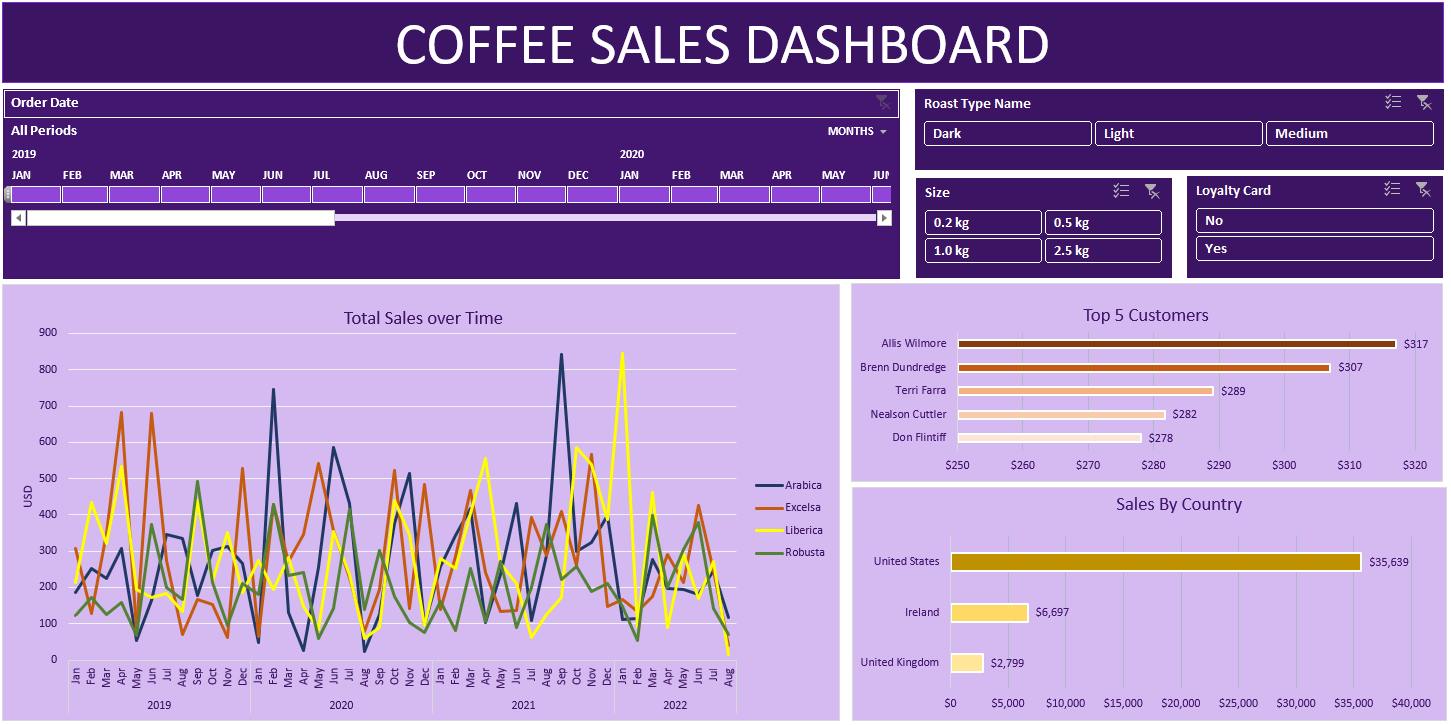 COFFEE SALES DASHBOARD
Order Date
All Periods
MONTHS
2019 2020
JAN FEB MAR APR MAY JUN JUL AUG SEP OCT NOV DEC JAN FEB MAR APR MAY JUN
Roast Type Name
Dark Light Medium
Size
0.2 kg 0.5 kg
1.0 kg 2.5 kg
Loyalty Card
No
Yes
Total Sales over Time
900
800
700
600
500
400
300
200
100
0
USD
Jan Feb Mar Apr May Jun Jul Aug Sep Oct Nov Dec Jan Feb Mar Apr May Jun Jul Aug Sep Oct Nov Dec Jan Feb Mar Apr May Jun Jul Aug Sep Oct Nov Dec Jan Feb Mar Apr May Jun Jul Aug
2019 2020 2021 2022
Arabica
Excelsa
Liberica
Robusta
Top 5 Customers
Allis Wilmore $317
Brenn Dundredge $307
Terri Farra $289
Nealson Cuttler $282
Don Flintiff $278
$250 $260 $270 $280 $290 $300 $310 $320
Sales By Country
United States $35,639
Ireland $6,697
United Kingdom $2,799
$0 $5,000 $10,000 $15,000 $20,000 $25,000 $30,000 $35,000 $40,000